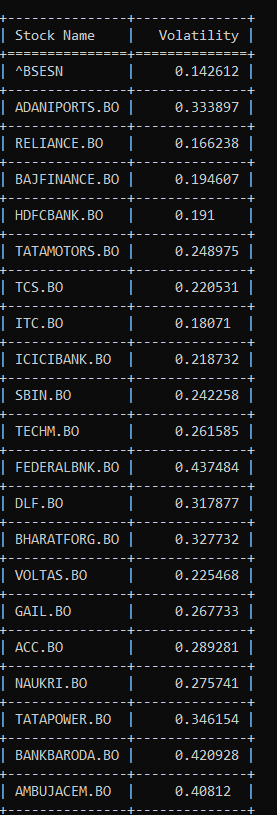 +---------------+--------------+
| Stock Name | Volatility |
+===============+==============+
| ^BSESN | 0.142612 |
+---------------+--------------+
| ADANIPORTS.BO | 0.333897 |
+---------------+--------------+
| RELIANCE.BO | 0.166238 |
+---------------+--------------+
| BAJFINANCE.BO | 0.194607 |
+---------------+--------------+
| HDFCBANK.BO | 0.191 |
+---------------+--------------+
| TATAMOTORS.BO | 0.248975 |
+---------------+--------------+
| TCS.BO | 0.220531 |
+---------------+--------------+
| ITC.BO | 0.18071 |
+---------------+--------------+
| ICICIBANK.BO | 0.218732 |
+---------------+--------------+
| SBIN.BO | 0.242258 |
+---------------+--------------+
| TECHM.BO | 0.261585 |
+---------------+--------------+
| FEDERALBNK.BO | 0.437484 |
+---------------+--------------+
| DLF.BO | 0.317877 |
+---------------+--------------+
| BHARATFORG.BO | 0.327732 |
+---------------+--------------+
| VOLTAS.BO | 0.225468 |
+---------------+--------------+
| GAIL.BO | 0.267733 |
+---------------+--------------+
| ACC.BO | 0.289281 |
+---------------+--------------+
| NAUKRI.BO | 0.275741 |
+---------------+--------------+
| TATAPOWER.BO | 0.346154 |
+---------------+--------------+
| BANKBARODA.BO | 0.420928 |
+---------------+--------------+
| AMBUJACEM.BO | 0.40812 |
+---------------+--------------+